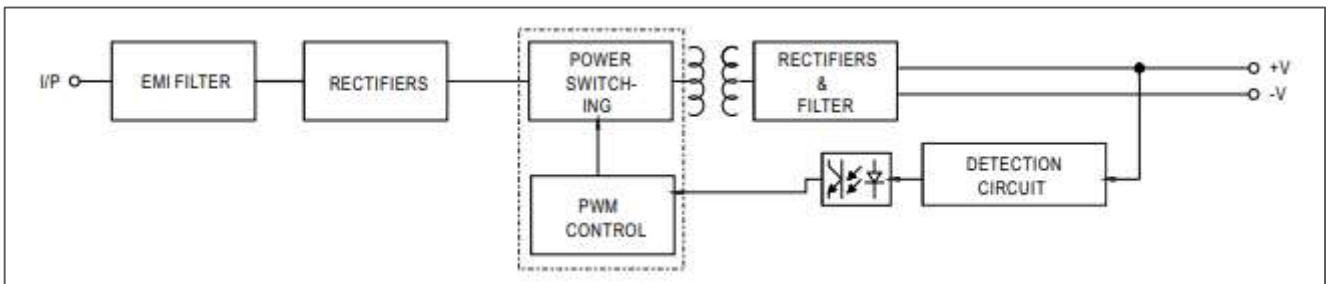 I/P
EMI FILTER
RECTIFIERS
POWER
SWITCH-
ING
RECTIFIERS
&
FILTER
+V
-V
PWM
CONTROL
DETECTION
CIRCUIT